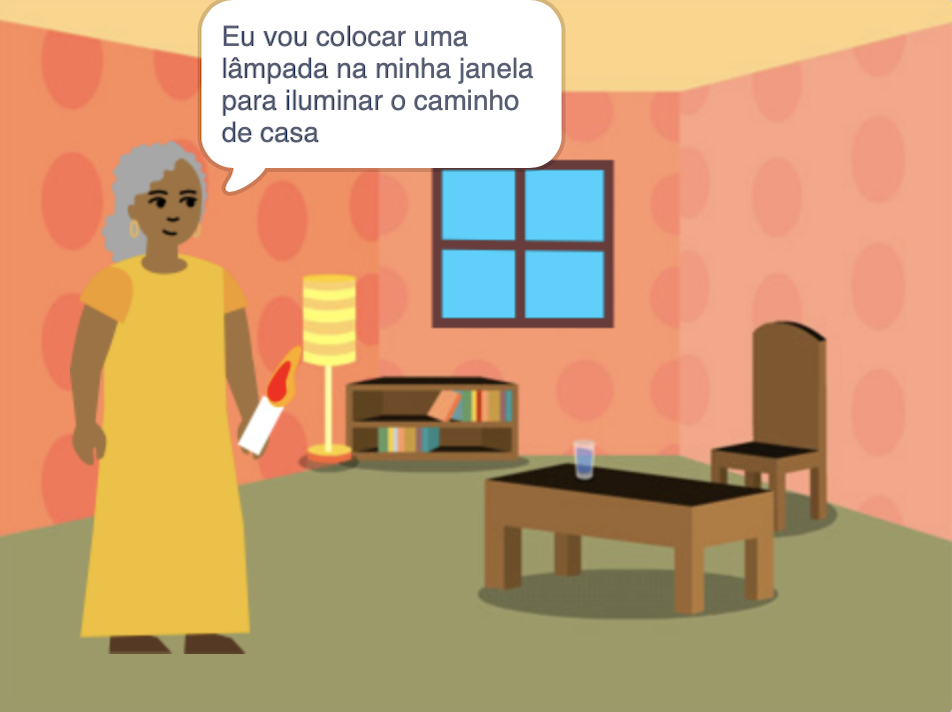 Eu vou colocar uma
lâmpada na minha janela
para iluminar o caminho
de casa